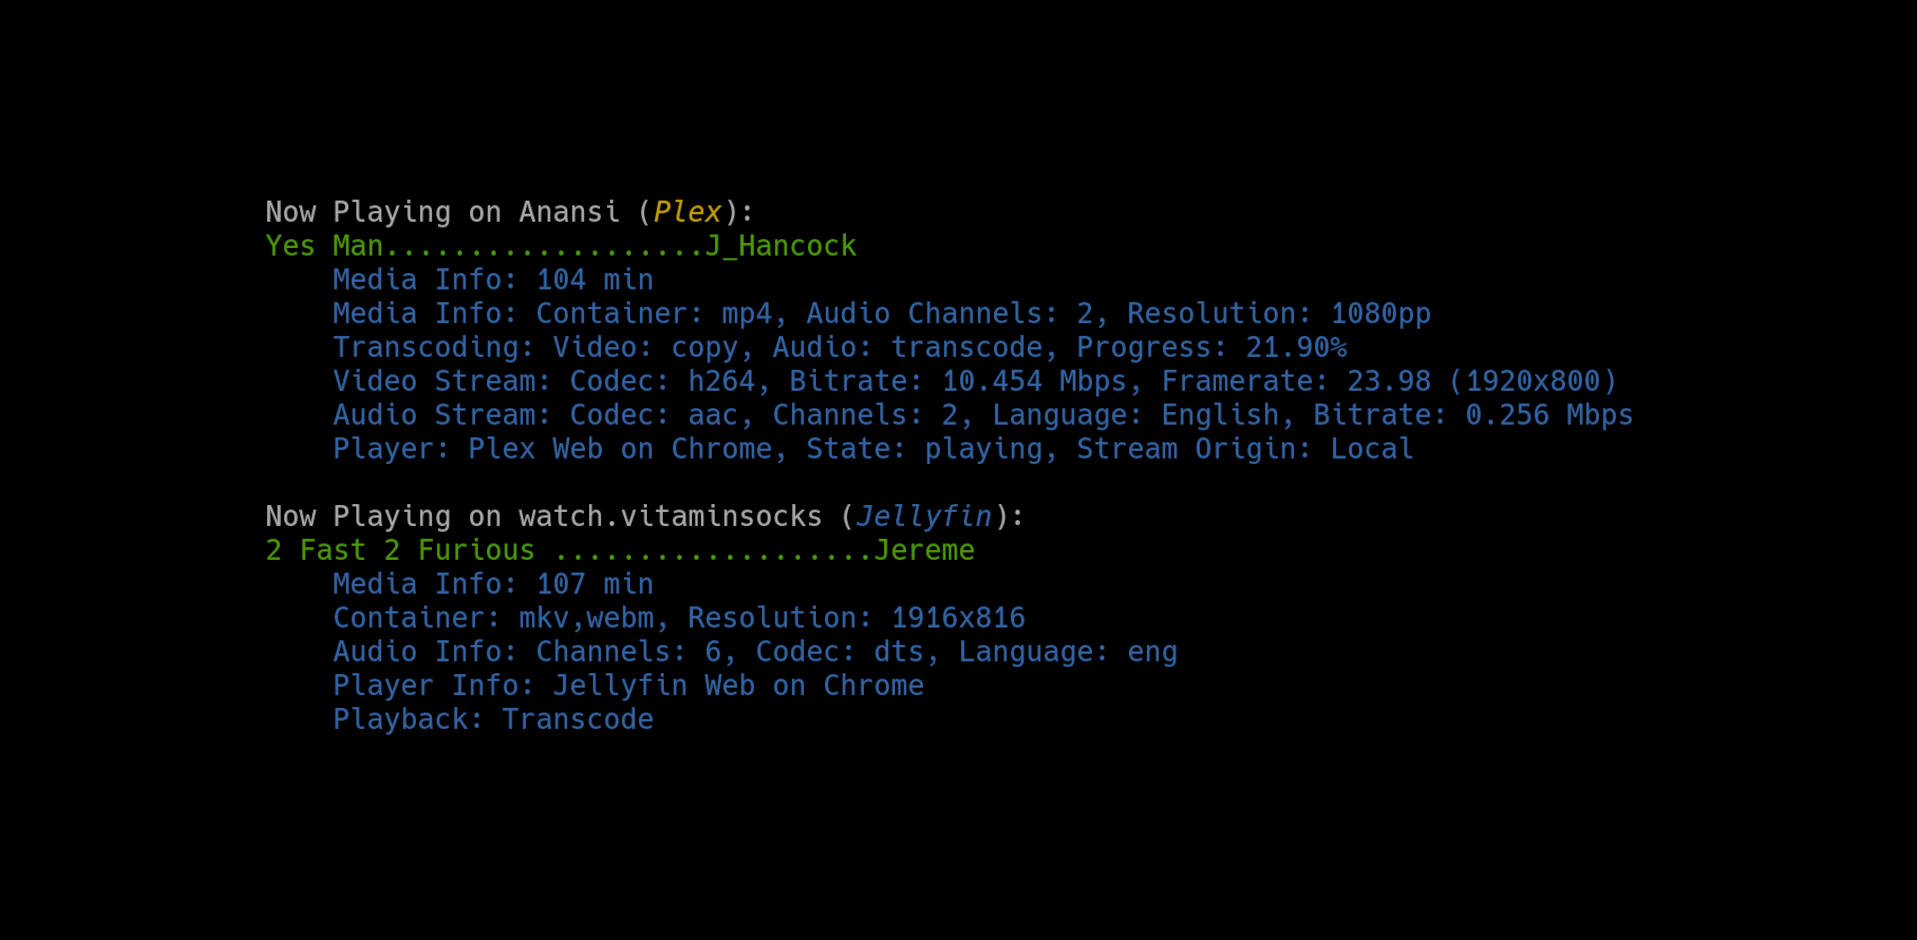 Now Playing on Anansi (Plex):
Yes Man...................J_Hancock
Media Info: 104 min
Media Info: Container: mp4, Audio Channels: 2, Resolution: 1080pp
Transcoding: Video: copy, Audio: transcode, Progress: 21.90%
Video Stream: Codec: h264, Bitrate: 10.454 Mbps, Framerate: 23.98 (1920x800)
Audio Stream: Codec: aac, Channels: 2, Language: English, Bitrate: 0.256 Mbps
Player: Plex Web on Chrome, State: playing, Stream Origin: Local
Now Playing on watch.vitaminsocks (Jellyfin):
2 Fast 2 Furious ...................Jereme
Media Info: 107 min
Container: mkv,webm, Resolution: 1916x816
Audio Info: Channels: 6, Codec: dts, Language: eng
Player Info: Jellyfin Web on Chrome
Playback: Transcode